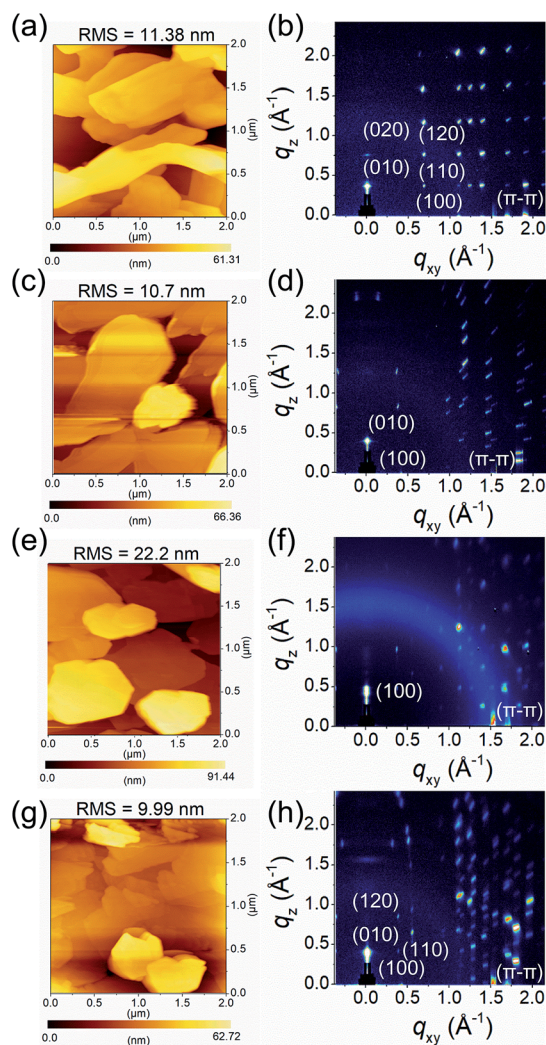 (a)
RMS = 11.38 nm
2.0
1.5
1.0
0.5
0.0
(µm)
0.0 0.5 1.0 1.5 2.0
(µm)
0.0 (nm) 61.31
(b)
2.0
1.5
1.0
0.5
0.0
qz (Å-1)
(020) (120)
(010) (110)
(100) (π-π)
0.0 0.5 1.0 1.5 2.0
qxy (Å-1)
(c)
RMS = 10.7 nm
2.0
1.5
1.0
0.5
0.0
(µm)
0.0 0.5 1.0 1.5 2.0
(µm)
0.0 (nm) 66.36
(d)
2.0
1.5
1.0
0.5
0.0
qz (Å-1)
(010)
(100) (π-π)
0.0 0.5 1.0 1.5 2.0
qxy (Å-1)
(e)
RMS = 22.2 nm
2.0
1.5
1.0
0.5
0.0
(µm)
0.0 0.5 1.0 1.5 2.0
(µm)
0.0 (nm) 91.44
(f)
2.0
1.5
1.0
0.5
0.0
qz (Å-1)
(100)
(π-π)
0.0 0.5 1.0 1.5 2.0
qxy (Å-1)
(g)
RMS = 9.99 nm
2.0
1.5
1.0
0.5
0.0
(µm)
0.0 0.5 1.0 1.5 2.0
(µm)
0.0 (nm) 62.72
(h)
2.0
1.5
1.0
0.5
0.0
qz (Å-1)
(120)
(010) (110)
(100) (π-π)
0.0 0.5 1.0 1.5 2.0
qxy (Å-1)